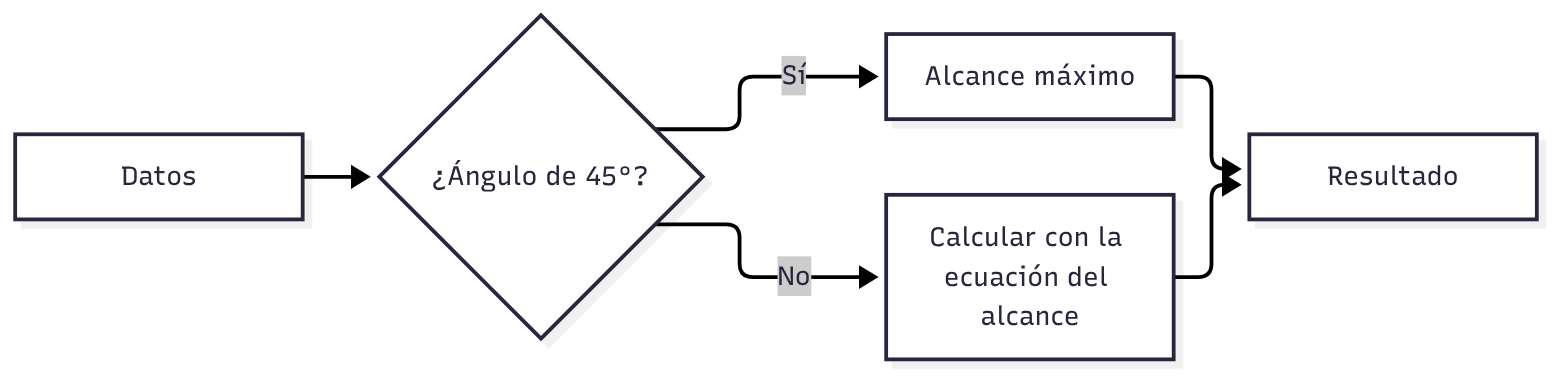 Datos
¿Ángulo de 45°?
Sí
Alcance máximo
No
Calcular con la
ecuación del
alcance
Resultado